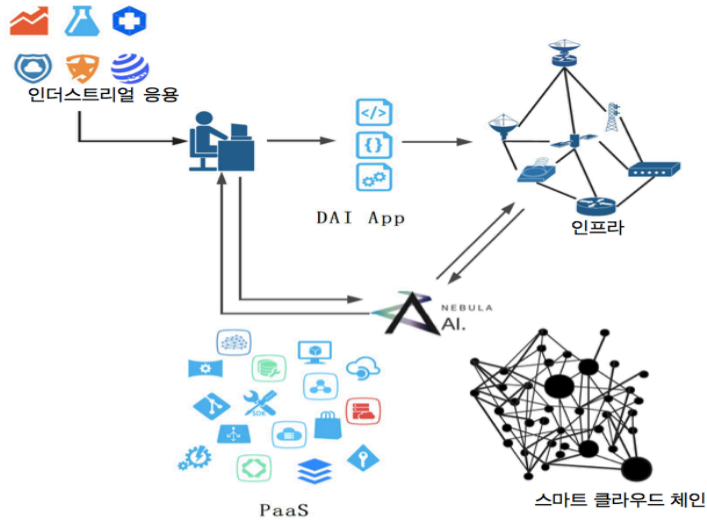 인더스트리얼 응용
</>
{ }
DAI App
인프라
NEBULA
AI.
SDK
PaaS
스마트 클라우드 체인